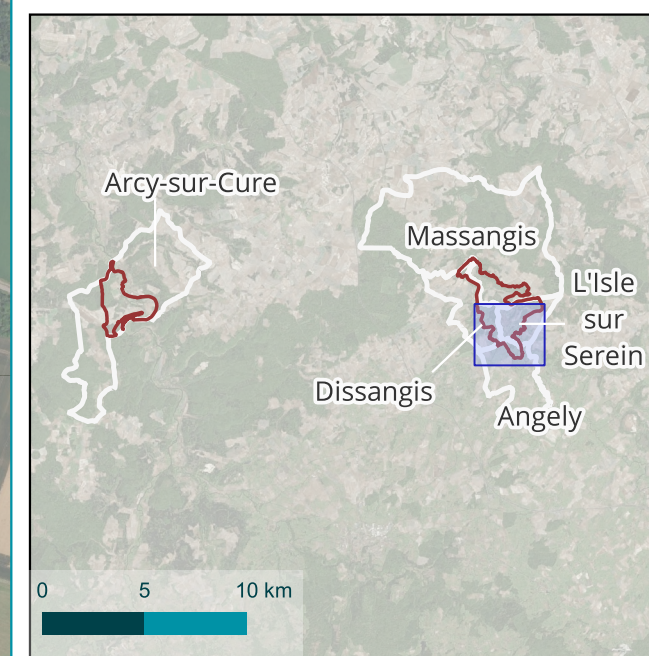 Arcy-sur-Cure
Massangis
L'Isle
sur
Serein
Dissangis
Angely
0 5 10 km